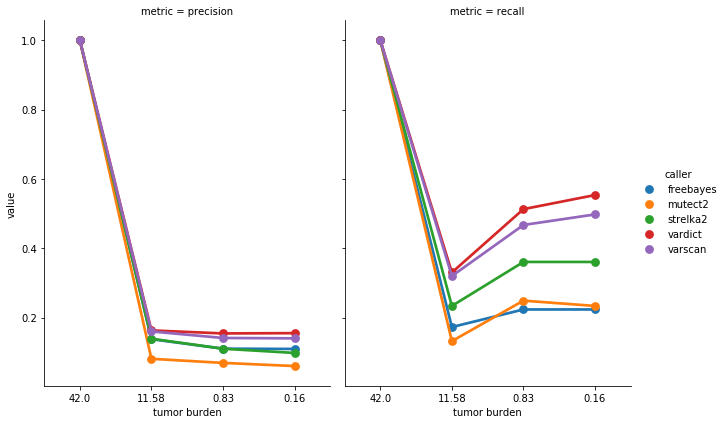 metric = precision
metric = recall
1.0
0.8
0.6
0.4
0.2
value
42.0 11.58 0.83 0.16
tumor burden
42.0 11.58 0.83 0.16
tumor burden
caller
freebayes
mutect2
strelka2
vardict
varscan